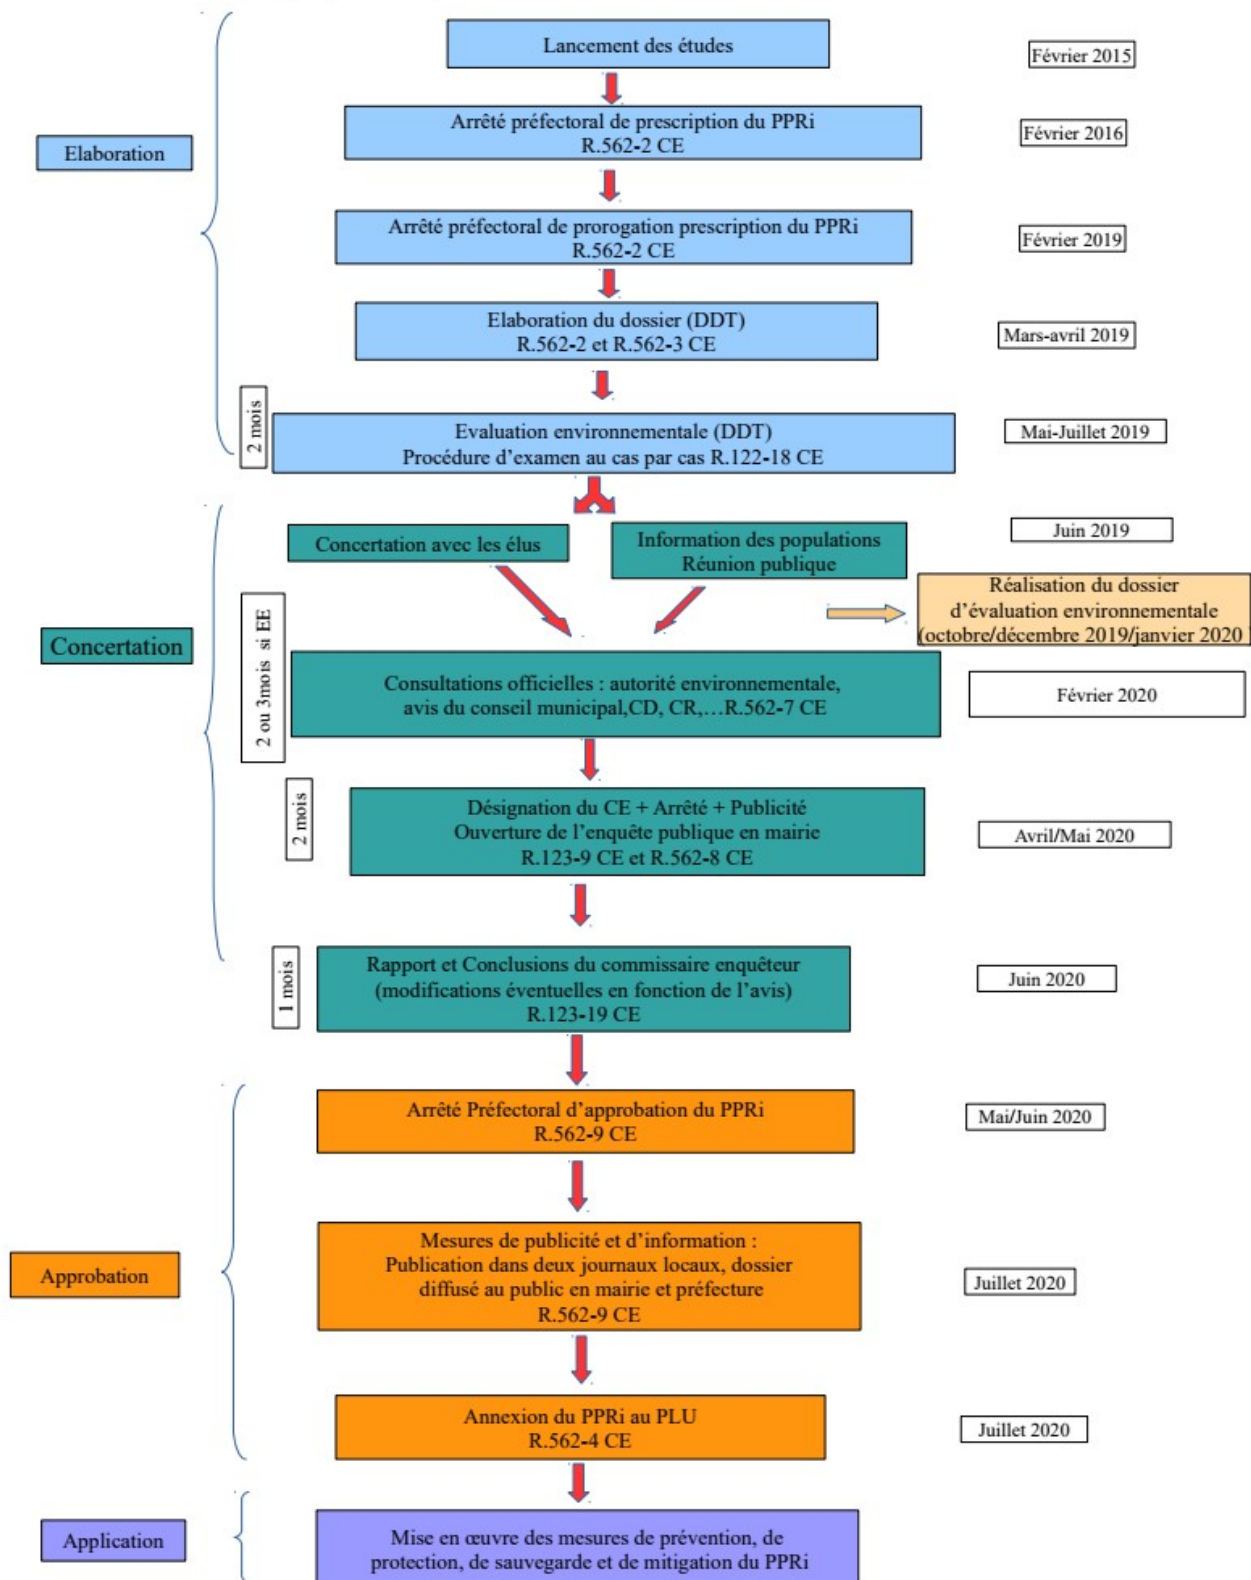 Lancement des études
Février 2015
Arrêté préfectoral de prescription du PPRi
R.562-2 CE
Février 2016
Elaboration
Arrêté préfectoral de prorogation prescription du PPRi
R.562-2 CE
Février 2019
Elaboration du dossier (DDT)
R.562-2 et R.562-3 CE
Mars-avril 2019
2 mois
Evaluation environnementale (DDT)
Procédure d’examen au cas par cas R.122-18 CE
Mai-Juillet 2019
Concertation avec les élus
Information des populations
Réunion publique
Juin 2019
Réalisation du dossier
d’évaluation environnementale
(octobre/décembre 2019/janvier 2020 )
Concertation
2 ou 3mois si EE
Consultations officielles : autorité environnementale,
avis du conseil municipal,CD, CR,…R.562-7 CE
Février 2020
2 mois
Désignation du CE + Arrêté + Publicité
Ouverture de l’enquête publique en mairie
R.123-9 CE et R.562-8 CE
Avril/Mai 2020
1 mois
Rapport et Conclusions du commissaire enquêteur
(modifications éventuelles en fonction de l’avis)
R.123-19 CE
Juin 2020
Arrêté Préfectoral d’approbation du PPRi
R.562-9 CE
Mai/Juin 2020
Approbation
Mesures de publicité et d’information :
Publication dans deux journaux locaux, dossier
diffusé au public en mairie et préfecture
R.562-9 CE
Juillet 2020
Annexion du PPRi au PLU
R.562-4 CE
Juillet 2020
Application
Mise en œuvre des mesures de prévention, de
protection, de sauvegarde et de mitigation du PPRi